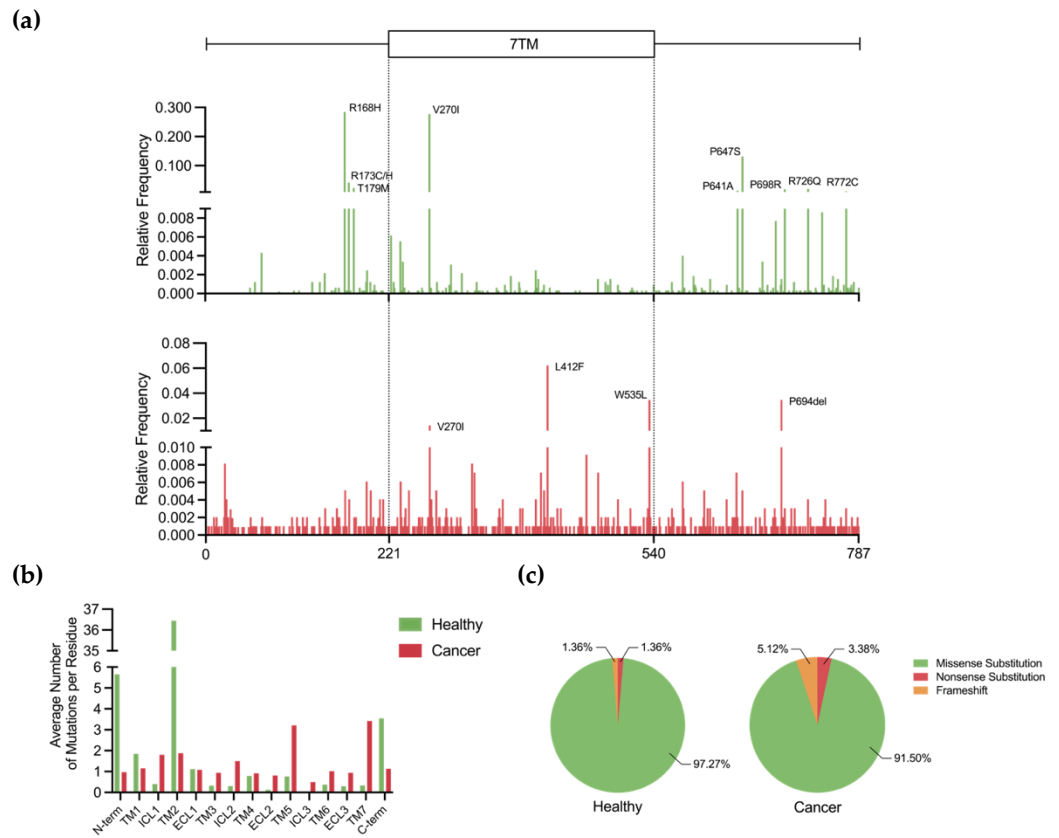 (a)
7TM
Relative Frequency
0.300
0.200
0.100
0.008
0.006
0.004
0.002
0.000
R168H
R173C/H
T179M
V270I
P647S
P641A
P698R
R726Q
R772C
Relative Frequency
0.08
0.06
0.04
0.02
0.010
0.008
0.006
0.004
0.002
0.000
V270I
L412F
W535L
P694del
0
221
540
787
(b)
Average Number
of Mutations per Residue
37
36
35
6
5
4
3
2
1
0
N-term
TM1
ICL1
TM2
ECL1
TM3
ICL2
TM4
ECL2
TM5
ICL3
TM6
ECL3
TM7
C-term
Healthy
Cancer
(c)
1.36%
1.36%
97.27%
Healthy
5.12%
3.38%
91.50%
Cancer
Missense Substitution
Nonsense Substitution
Frameshift